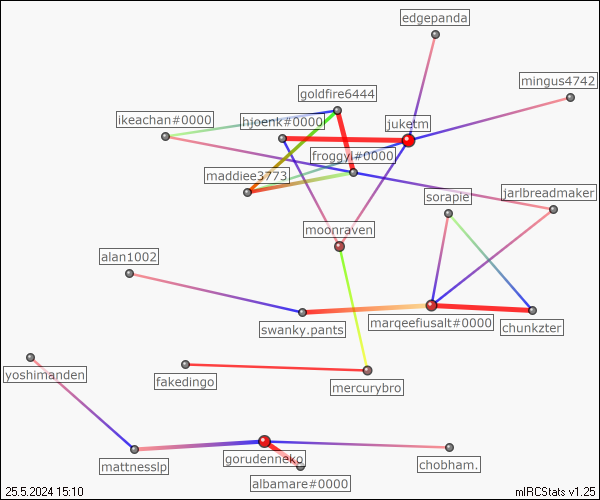 edgepanda
mingus4742
goldfire6444
ikeachan#0000
hjoenk#0000
juketm
froggyl#0000
maddiee3773
sorapie
jarlbreadmaker
moonraven
alan1002
swanky.pants
marqeefiusalt#0000
chunkzter
yoshimanden
fakedingo
mercurybro
mattnesslp
gorudenneko
chobham.
albamare#0000
25.5.2024 15:10
mIRCStats v1.25